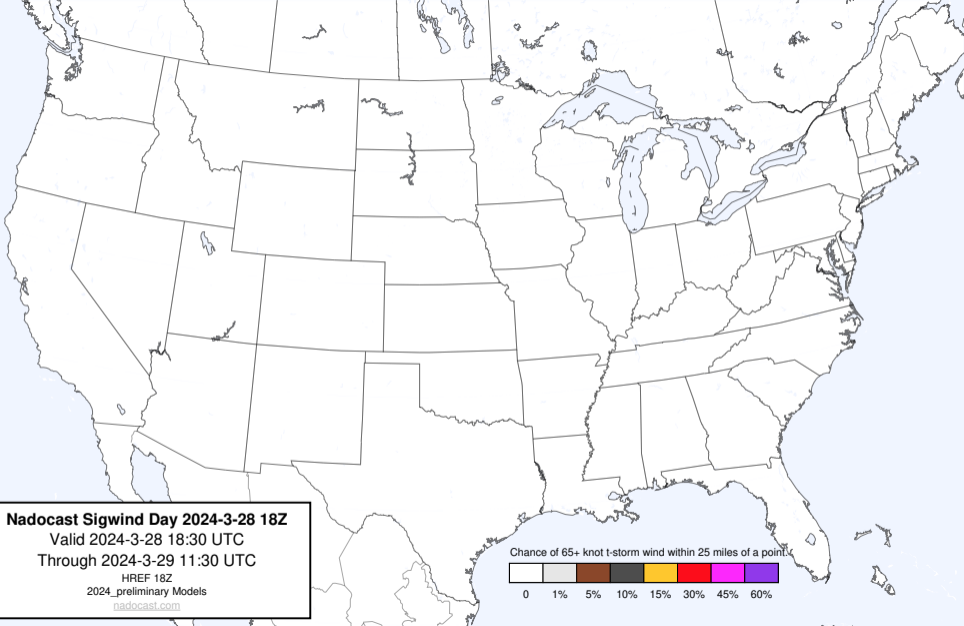 Nadocast Sigwind Day 2024-3-28 18Z
Valid 2024-3-28 18:30 UTC
Through 2024-3-29 11:30 UTC
HREF 18Z
2024_preliminary Models
nadocast.com
Chance of 65+ knot t-storm wind within 25 miles of a point.
0 1% 5% 10% 15% 30% 45% 60%